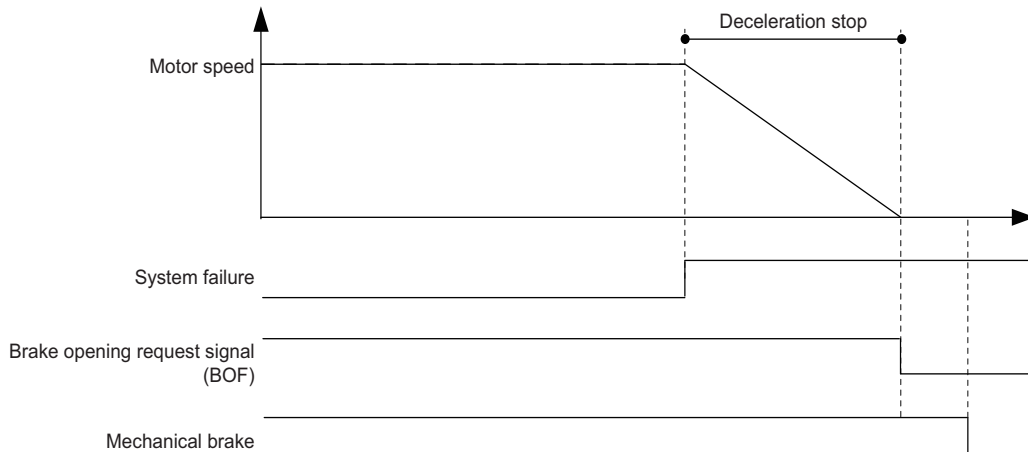 Deceleration stop
Motor speed
System failure
Brake opening request signal
(BOF)
Mechanical brake